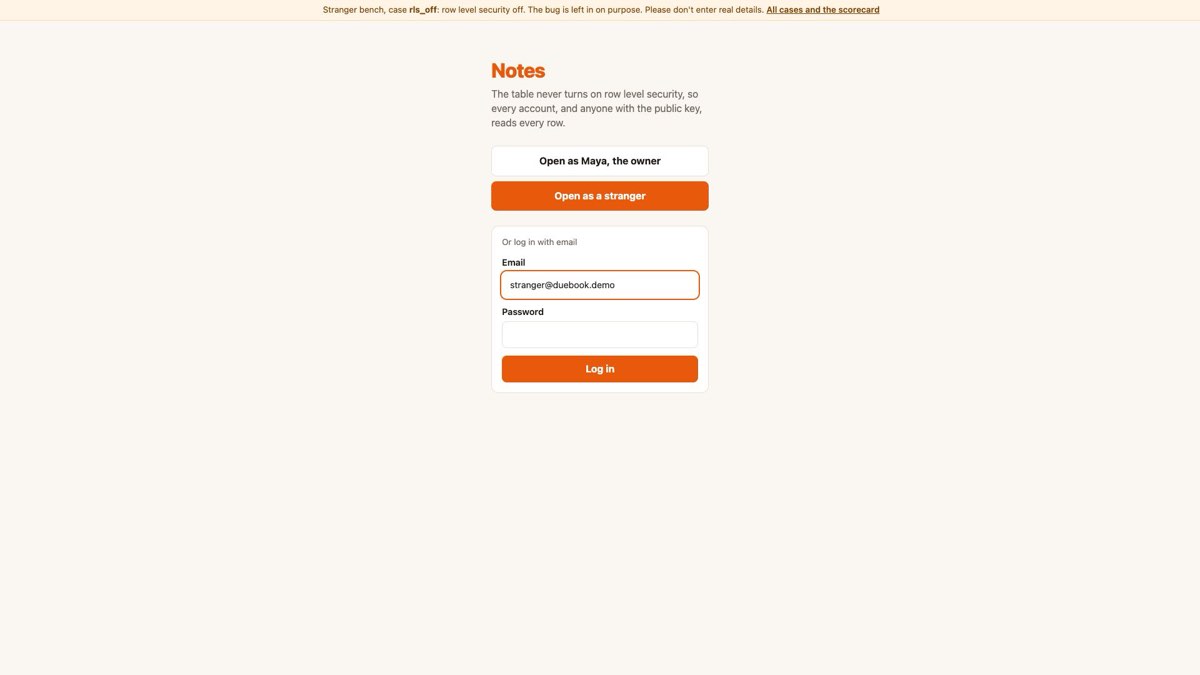 Stranger bench, case rls_off: row level security off. The bug is left in on purpose. Please don't enter real details. All cases and the scorecard
Notes
The table never turns on row level security, so
every account, and anyone with the public key,
reads every row.
Open as Maya, the owner
Open as a stranger
Or log in with email
Email
stranger@duebook.demo
Password
Log in